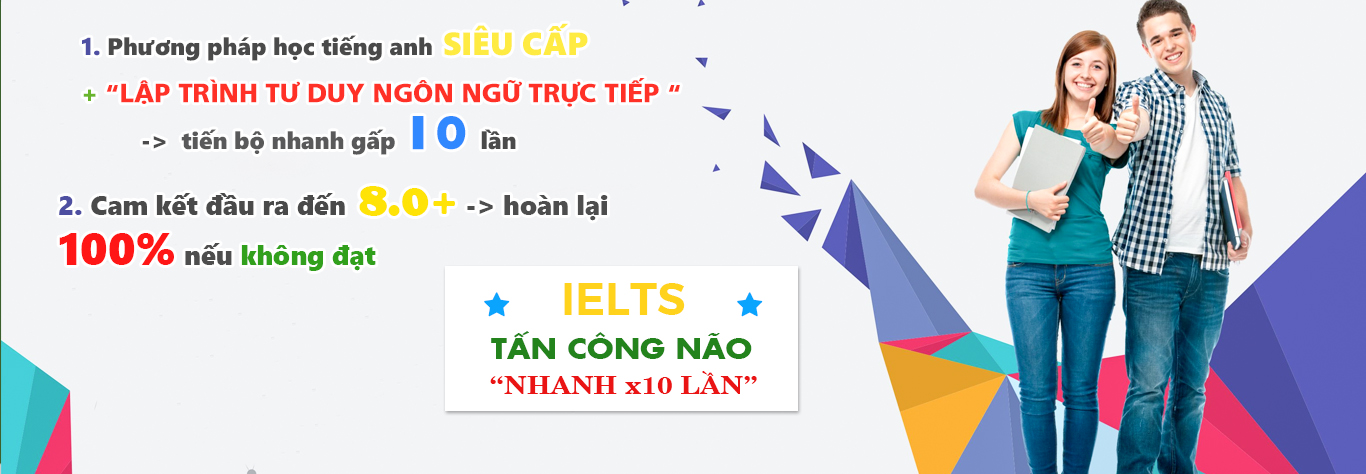 1. Phương pháp học tiếng anh SIÊU CẤP
+ “LẬP TRÌNH TƯ DUY NGÔN NGỮ TRỰC TIẾP “
-> tiến bộ nhanh gấp 10 lần
2. Cam kết đầu ra đến 8.0+ -> hoàn lại
100% nếu không đạt
IELTS
TẤN CÔNG NÃO
“NHANH x10 LẦN”